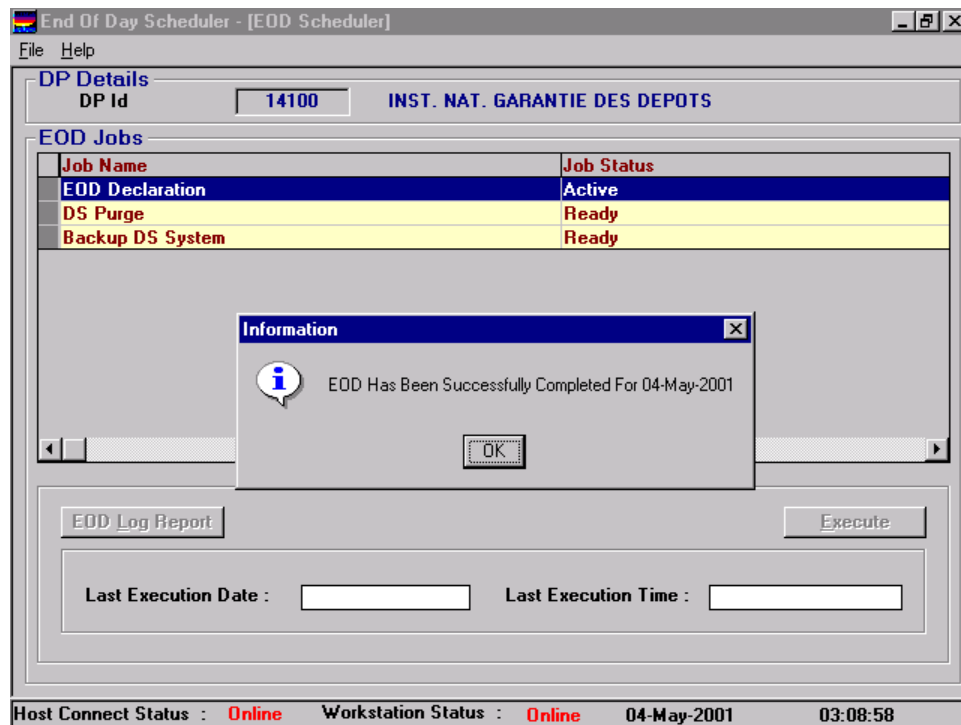 End Of Day Scheduler - [EOD Scheduler]
File Help
DP Details
DP Id 14100 INST. NAT. GARANTIE DES DEPOTS
EOD Jobs
Job Name Job Status
EOD Declaration Active
DS Purge Ready
Backup DS System Ready
Information
EOD Has Been Successfully Completed For 04-May-2001
OK
EOD Log Report Execute
Last Execution Date : Last Execution Time :
Host Connect Status : Online Workstation Status : Online 04-May-2001 03:08:58